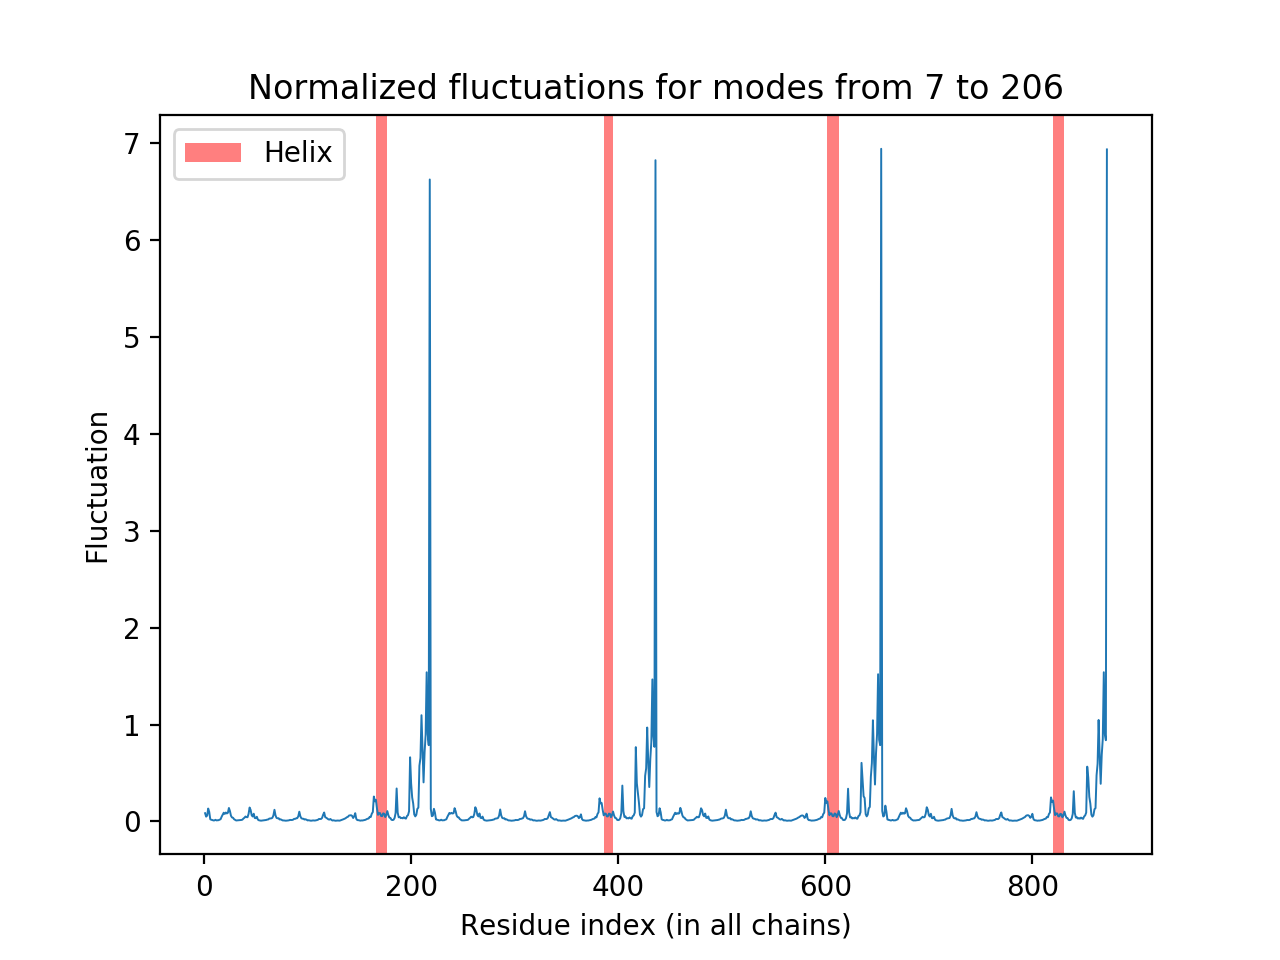 Normalized fluctuations for modes from 7 to 206
Helix
7
6
5
4
3
2
1
0
Fluctuation
0 200 400 600 800
Residue index (in all chains)